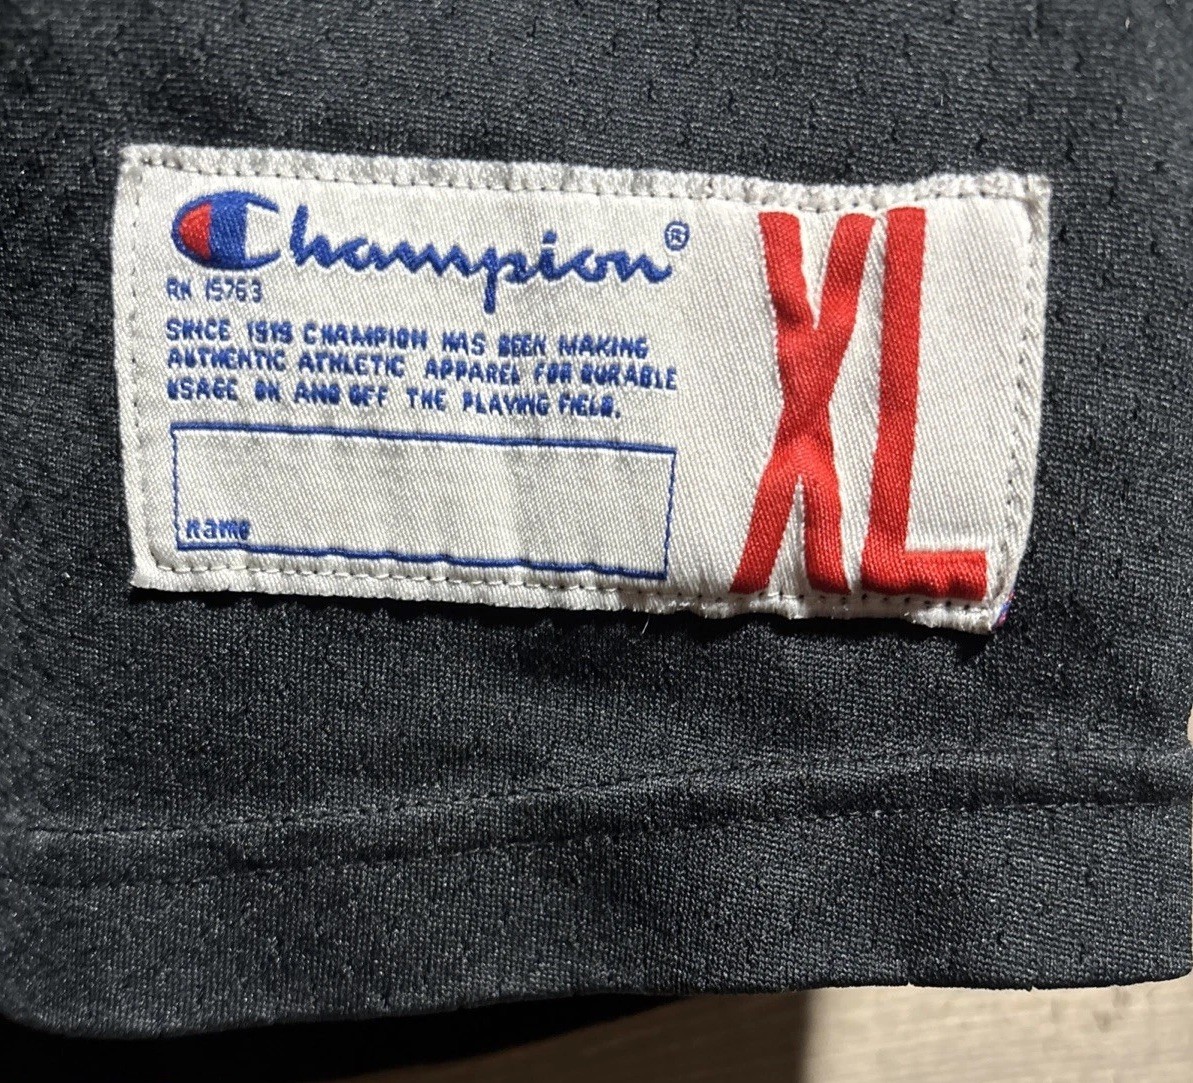 Champion®
XL
RN 15763
SINCE 1919 CHAMPION HAS BEEN MAKING
AUTHENTIC ATHLETIC APPAREL FOR DURABLE
USAGE ON AND OFF THE PLAYING FIELD.
name